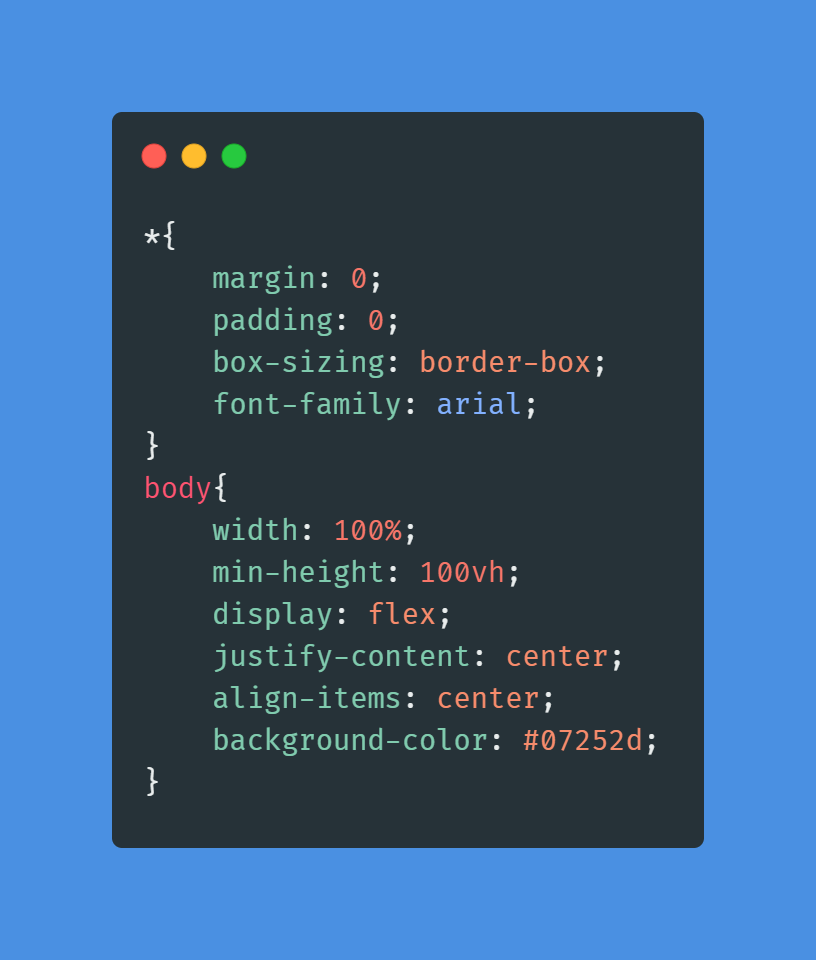 *{
    margin: 0;
    padding: 0;
    box-sizing: border-box;
    font-family: arial;
}
body{
    width: 100%;
    min-height: 100vh;
    display: flex;
    justify-content: center;
    align-items: center;
    background-color: #07252d;
}